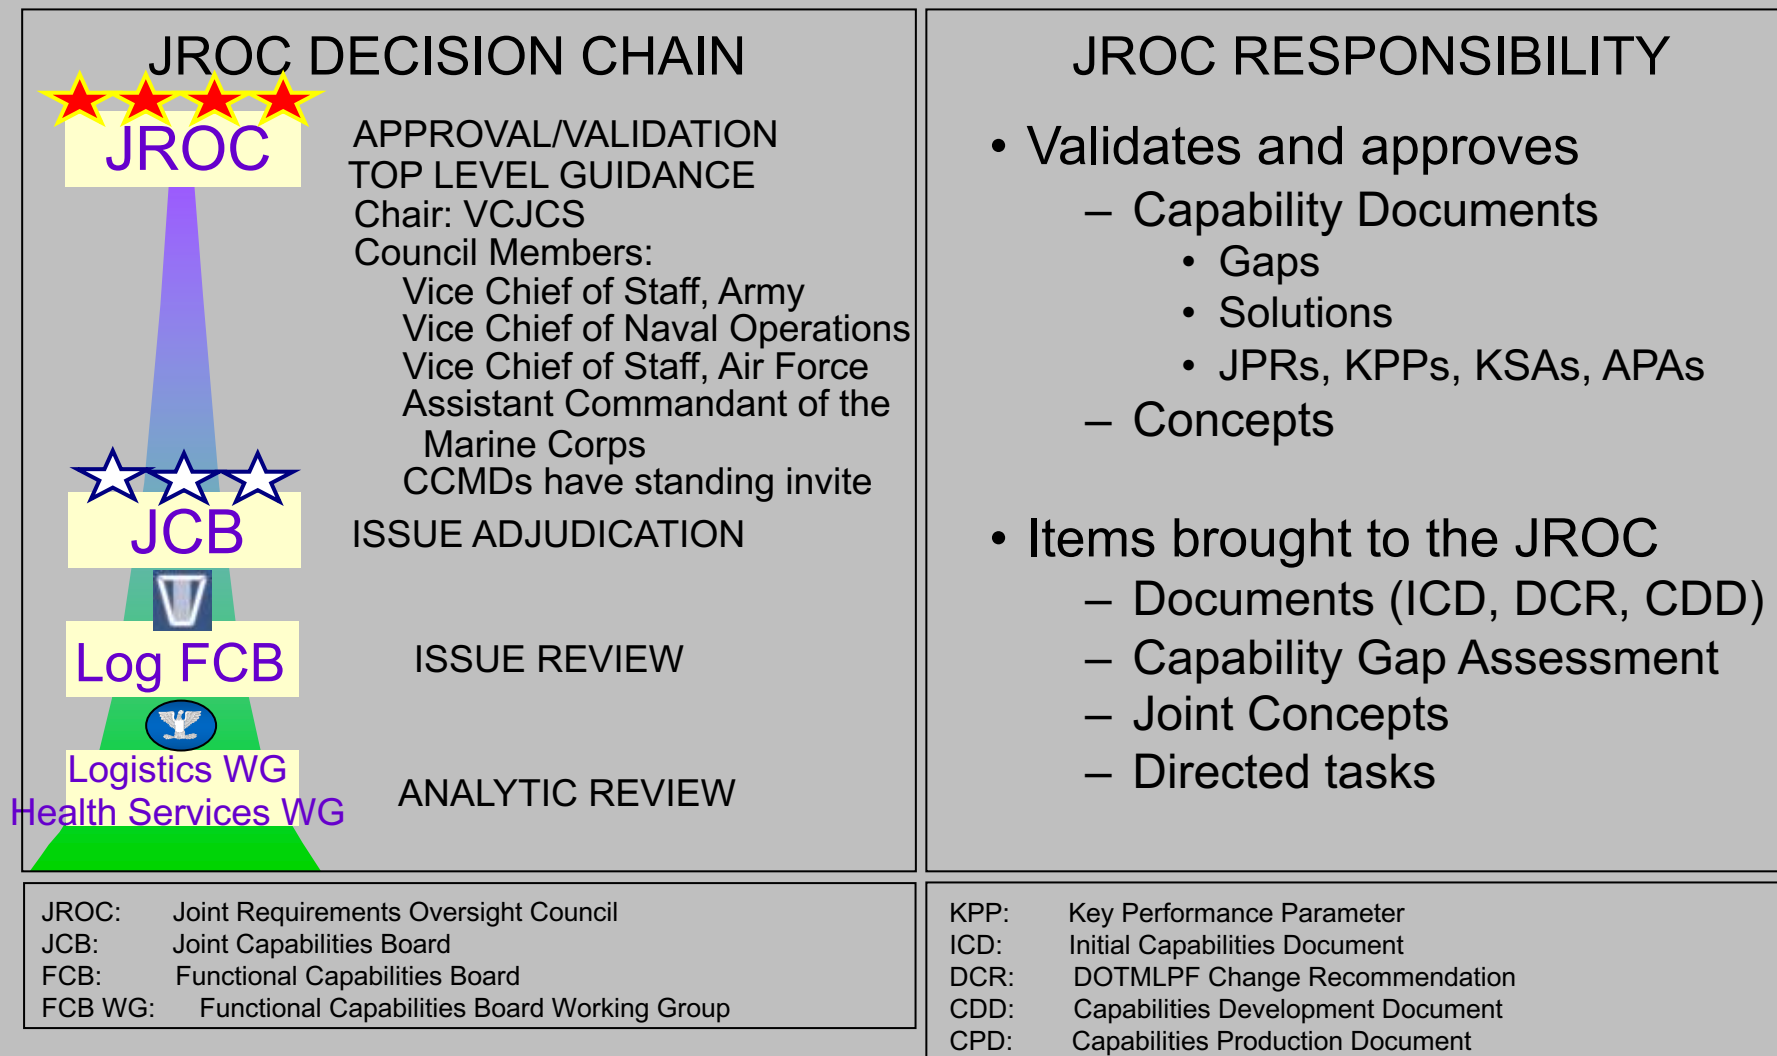 JROC DECISION CHAIN
JROC
APPROVAL/VALIDATION
TOP LEVEL GUIDANCE
Chair: VCJCS
Council Members:
Vice Chief of Staff, Army
Vice Chief of Naval Operations
Vice Chief of Staff, Air Force
Assistant Commandant of the
Marine Corps
CCMDs have standing invite
JCB
ISSUE ADJUDICATION
Log FCB
ISSUE REVIEW
Logistics WG
Health Services WG
ANALYTIC REVIEW
JROC RESPONSIBILITY
• Validates and approves
– Capability Documents
• Gaps
• Solutions
• JPRs, KPPs, KSAs, APAs
– Concepts
• Items brought to the JROC
– Documents (ICD, DCR, CDD)
– Capability Gap Assessment
– Joint Concepts
– Directed tasks
JROC: Joint Requirements Oversight Council
JCB: Joint Capabilities Board
FCB: Functional Capabilities Board
FCB WG: Functional Capabilities Board Working Group
KPP: Key Performance Parameter
ICD: Initial Capabilities Document
DCR: DOTMLPF Change Recommendation
CDD: Capabilities Development Document
CPD: Capabilities Production Document